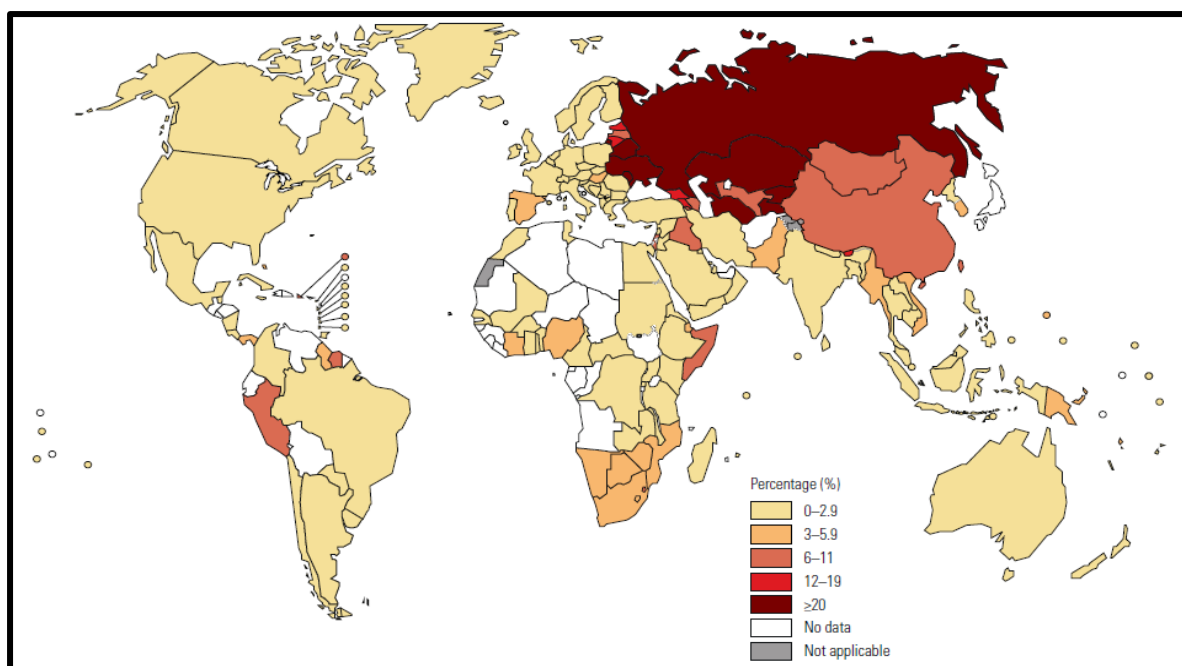 Percentage (%)
0–2.9
3–5.9
6–11
12–19
≥20
No data
Not applicable